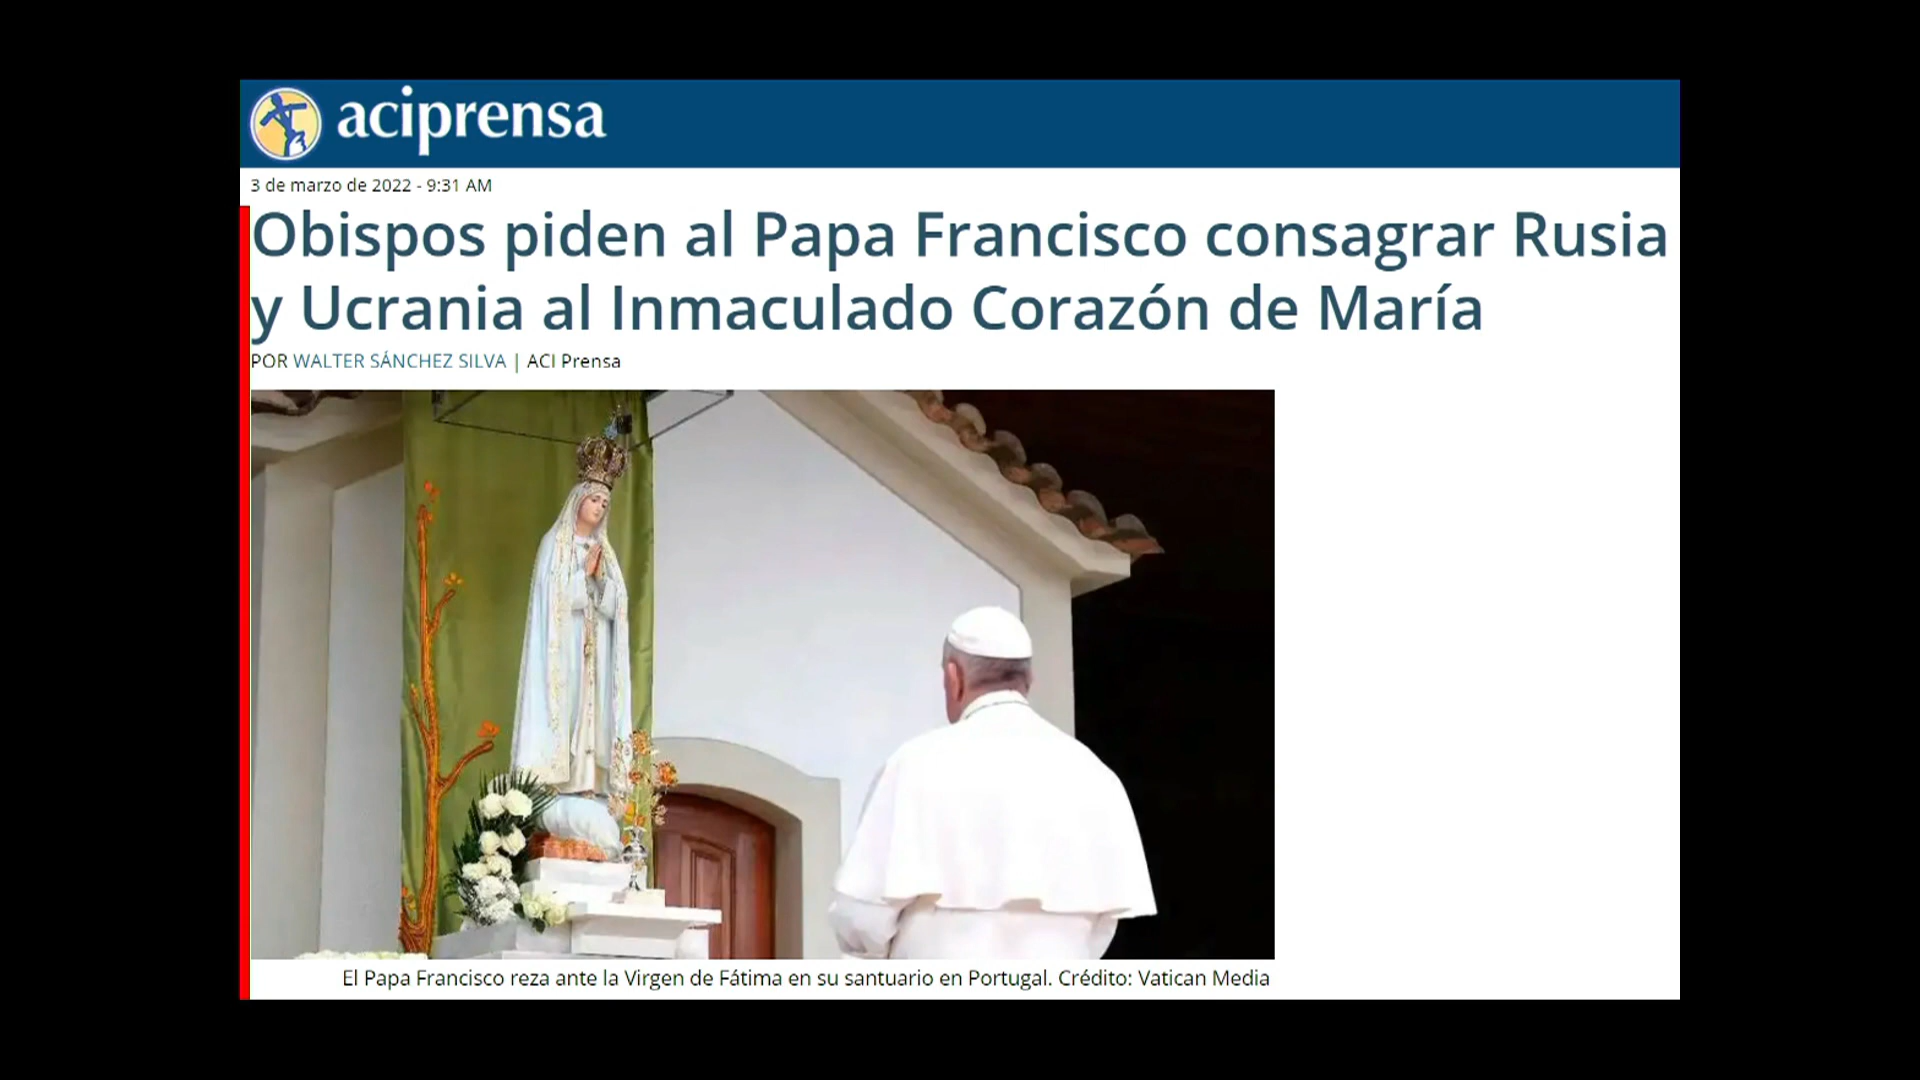 aciprensa
3 de marzo de 2022 - 9:31 AM
Obispos piden al Papa Francisco consagrar Rusia
y Ucrania al Inmaculado Corazón de María
POR WALTER SÁNCHEZ SILVA | ACI Prensa
El Papa Francisco reza ante la Virgen de Fátima en su santuario en Portugal. Crédito: Vatican Media